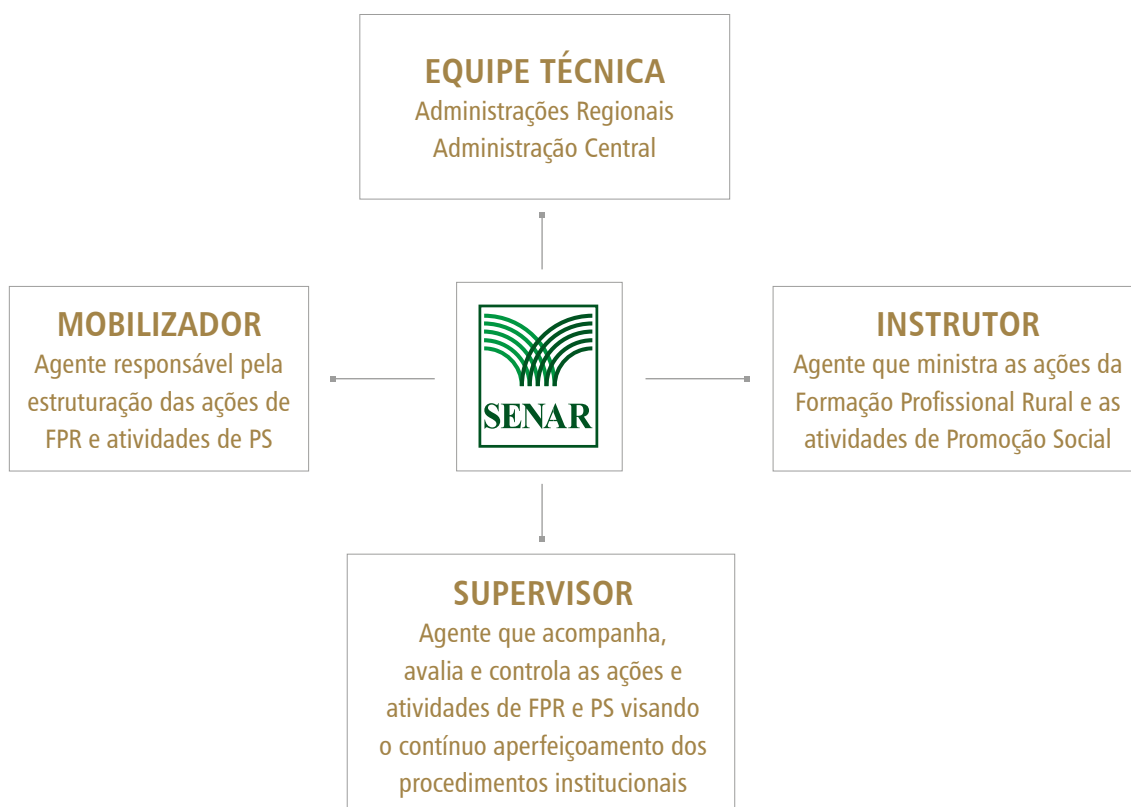 EQUIPE TÉCNICA
Administrações Regionais
Administração Central
MOBILIZADOR
Agente responsável pela
estruturação das ações de
FPR e atividades de PS
SENAR
INSTRUTOR
Agente que ministra as ações da
Formação Profissional Rural e as
atividades de Promoção Social
SUPERVISOR
Agente que acompanha,
avalia e controla as ações e
atividades de FPR e PS visando
o contínuo aperfeiçoamento dos
procedimentos institucionais